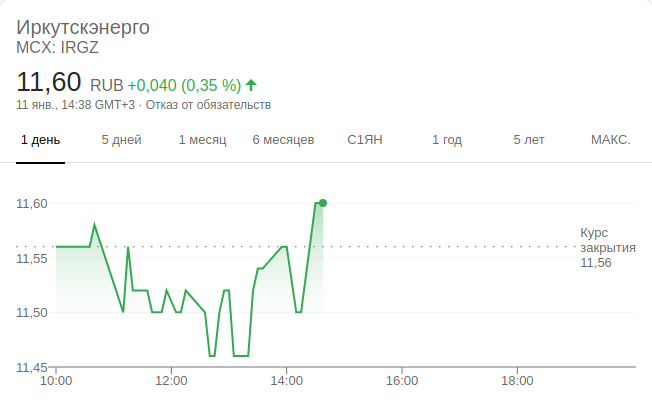 Иркутскэнерго
MCX: IRGZ
11,60 RUB +0,040 (0,35 %)
11 янв., 14:38 GMT+3 · Отказ от обязательств
1 день 5 дней 1 месяц 6 месяцев С1ЯН 1 год 5 лет МАКС.
11,60
Курс
закрытия
11,56
11,55
11,50
11,45
10:00 12:00 14:00 16:00 18:00